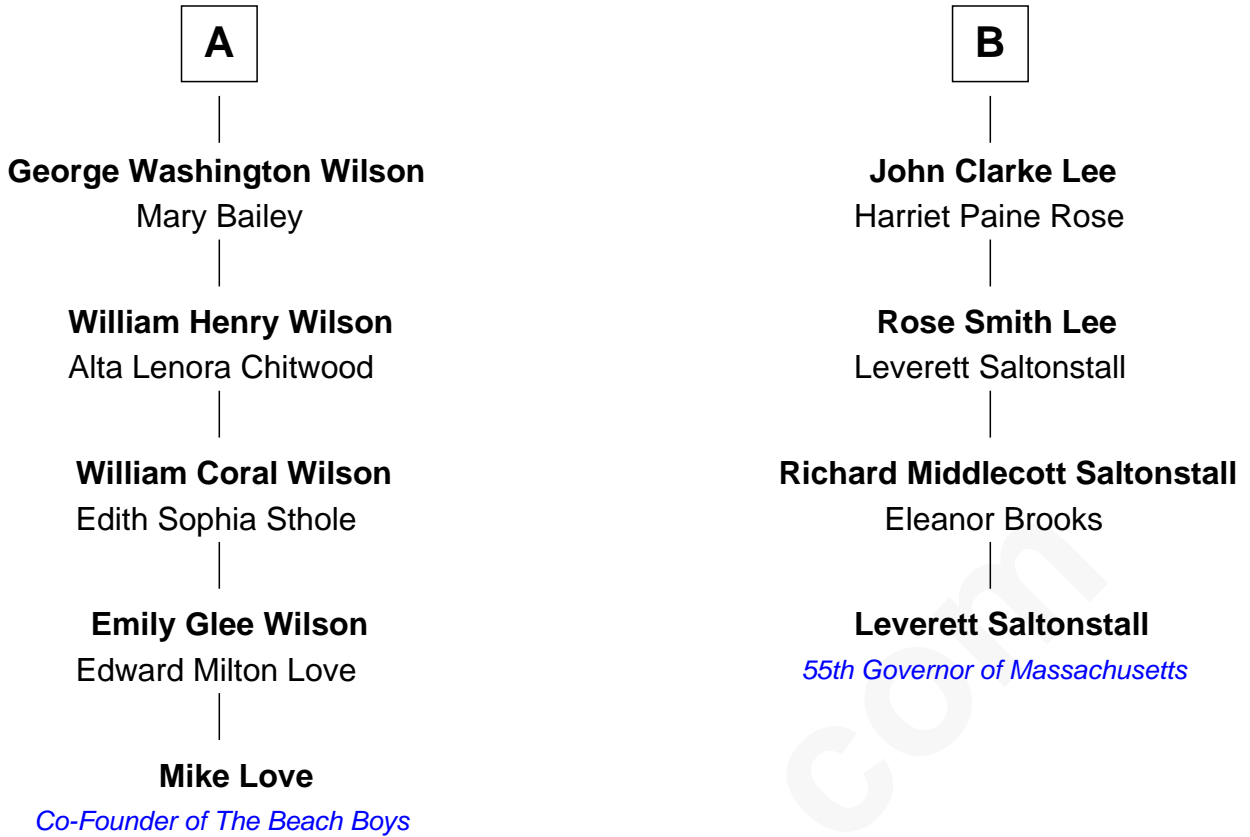 A
George Washington Wilson
Mary Bailey
William Henry Wilson
Alta Lenora Chitwood
William Coral Wilson
Edith Sophia Sthole
Emily Glee Wilson
Edward Milton Love
Mike Love
Co-Founder of The Beach Boys
B
John Clarke Lee
Harriet Paine Rose
Rose Smith Lee
Leverett Saltonstall
Richard Middlecott Saltonstall
Eleanor Brooks
Leverett Saltonstall
55th Governor of Massachusetts
com